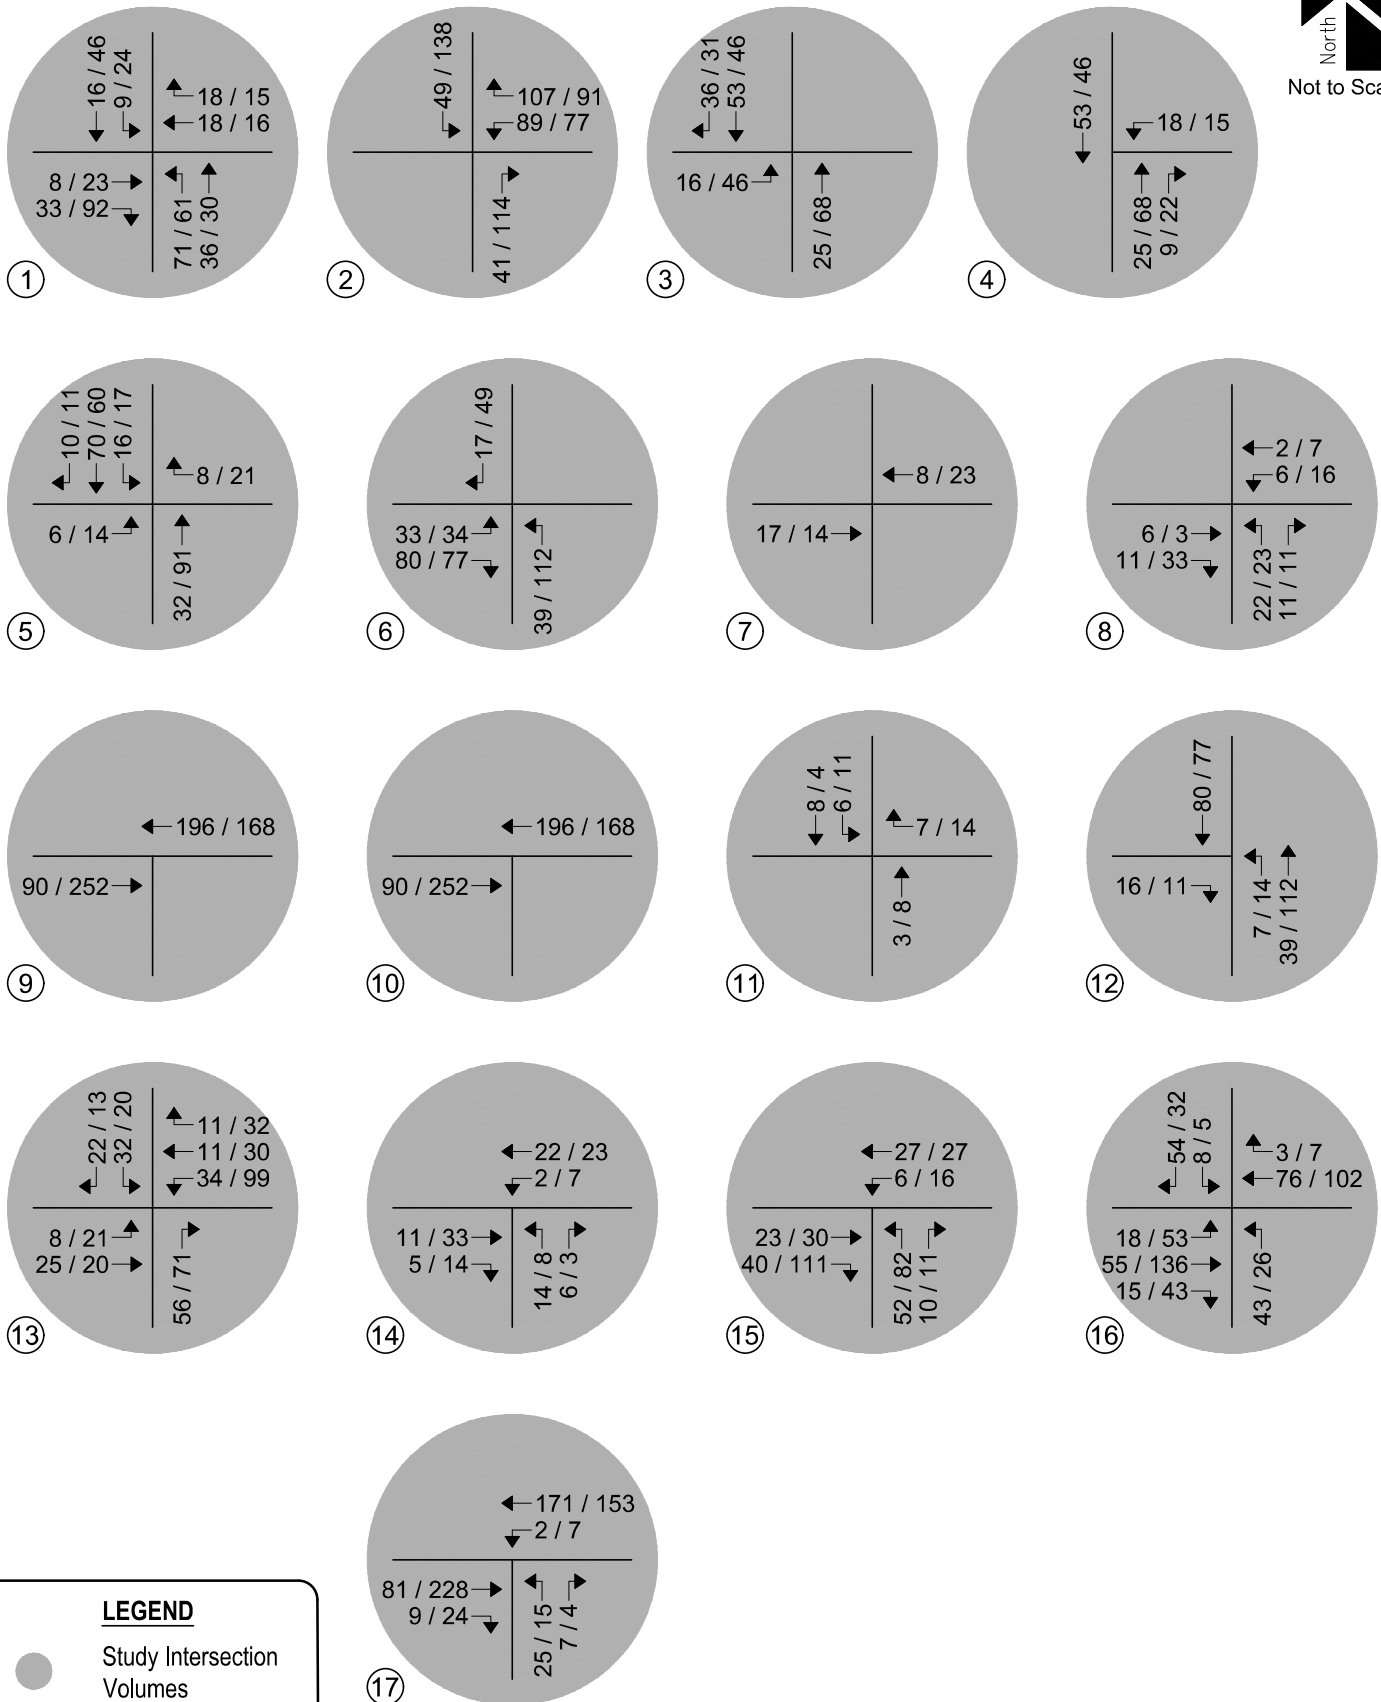 16 / 46
9 / 24
18 / 15
18 / 16
8 / 23
33 / 92
71 / 61
36 / 30
1
49 / 138
107 / 91
89 / 77
41 / 114
2
36 / 31
53 / 46
16 / 46
25 / 68
3
53 / 46
18 / 15
25 / 68
9 / 22
4
North
Not to Sca
10 / 11
70 / 60
16 / 17
8 / 21
6 / 14
32 / 91
5
17 / 49
33 / 34
80 / 77
39 / 112
6
8 / 23
17 / 14
7
2 / 7
6 / 16
6 / 3
11 / 33
22 / 23
11 / 11
8
196 / 168
90 / 252
9
196 / 168
90 / 252
10
8 / 4
6 / 11
7 / 14
3 / 8
11
80 / 77
16 / 11
7 / 14
39 / 112
12
22 / 13
32 / 20
11 / 32
11 / 30
34 / 99
8 / 21
25 / 20
56 / 71
13
22 / 23
2 / 7
11 / 33
5 / 14
14 / 8
6 / 3
14
27 / 27
6 / 16
23 / 30
40 / 111
52 / 82
10 / 11
15
54 / 32
8 / 5
3 / 7
76 / 102
18 / 53
55 / 136
15 / 43
43 / 26
16
171 / 153
2 / 7
81 / 228
9 / 24
25 / 15
7 / 4
17
LEGEND
Study Intersection
Volumes